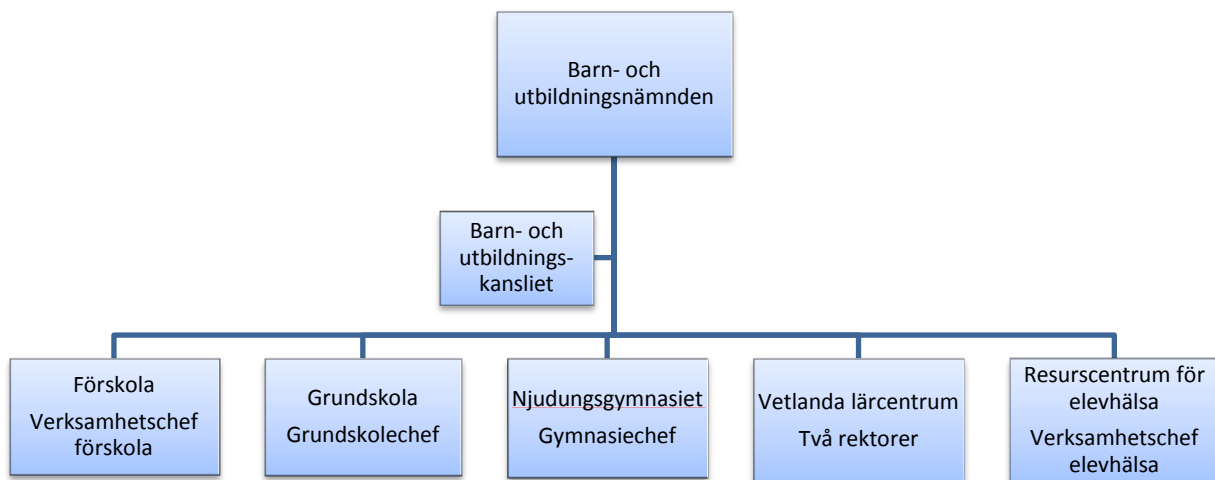 Barn- och
utbildningsnämnden
Barn- och
utbildnings-
kansliet
Förskola
Verksamhetschef
förskola
Grundskola
Grundskolechef
Njudungsgymnasiet
Gymnasiechef
Vetlanda lärcentrum
Två rektorer
Resurscentrum för
elevhälsa
Verksamhetschef
elevhälsa